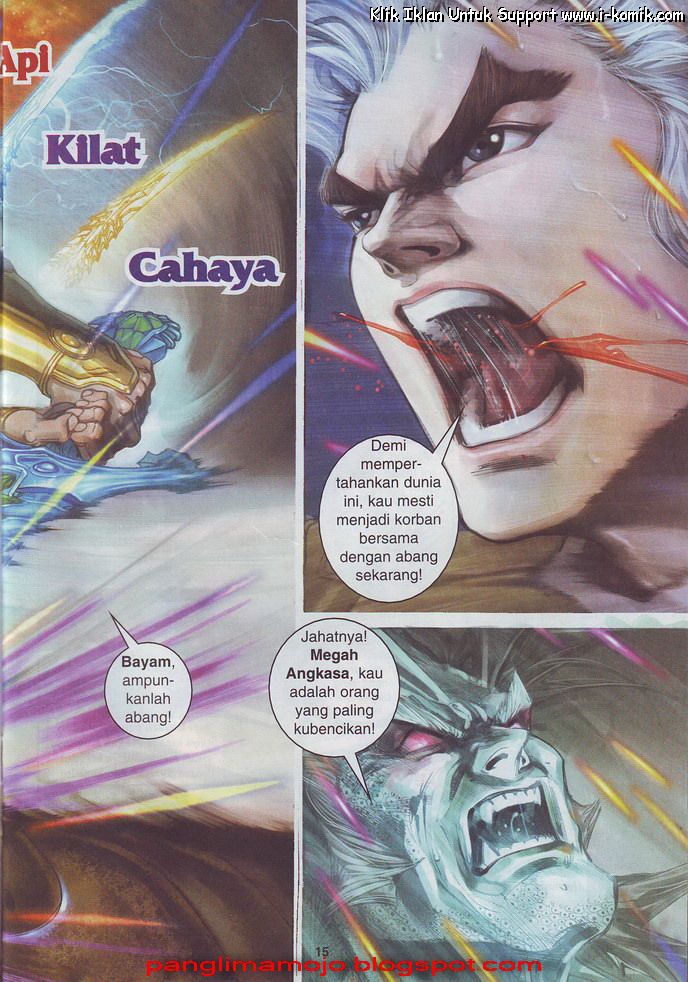 Klik Iklan Untuk Support www.i-komik.com
Api
Kilat
Cahaya
Demi
memper-
tahankan dunia
ini, kau mesti
menjadi korban
bersama
dengan abang
sekarang!
Bayam,
ampun-
kanlah
abang!
Jahatnya!
Megah
Angkasa, kau
adalah orang
yang paling
kubencikan!
15
panglimamojo.blogspot.com